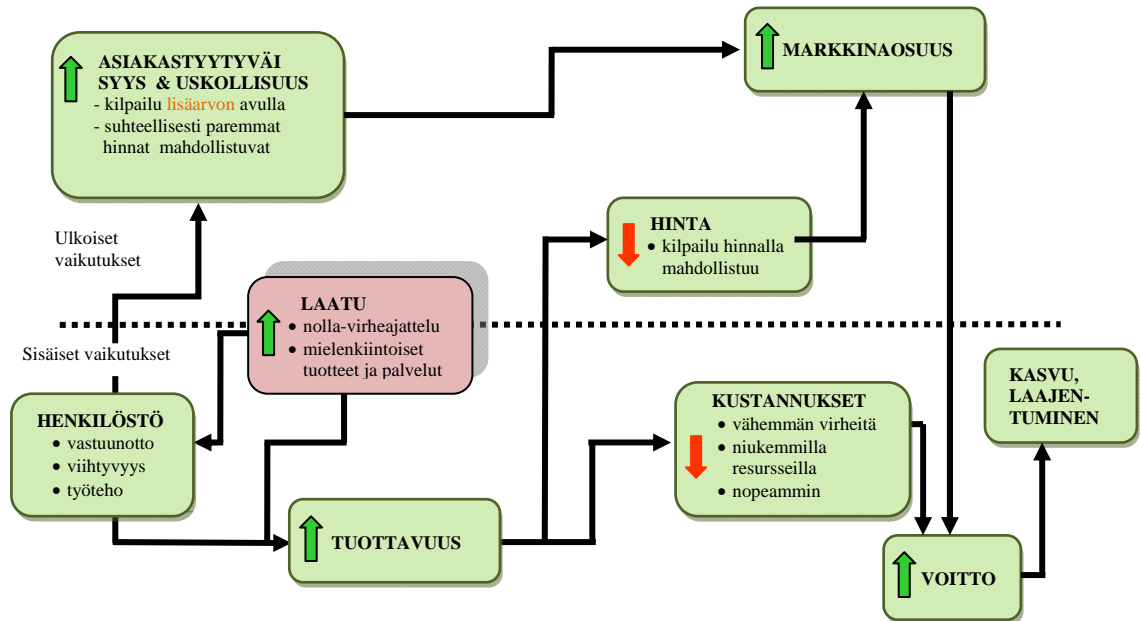 ASIAKASTYYTYVÄI
SYYS & USKOLLISUUS
- kilpailu lisäarvon avulla
- suhteellisesti paremmat
hinnat mahdollistuvat
MARKKINAOSUUS
HINTA
• kilpailu hinnalla
mahdollistuu
Ulkoiset
vaikutukset
LAATU
• nolla-virheajattelu
• mielenkiintoiset
tuotteet ja palvelut
Sisäiset vaikutukset
HENKILÖSTÖ
• vastuunotto
• viihtyvyys
• työteho
KUSTANNUKSET
• vähemmän virheitä
• niukemmilla
resursseilla
• nopeammin
KASVU,
LAAJEN-
TUMINEN
TUOTTAVUUS
VOITTO